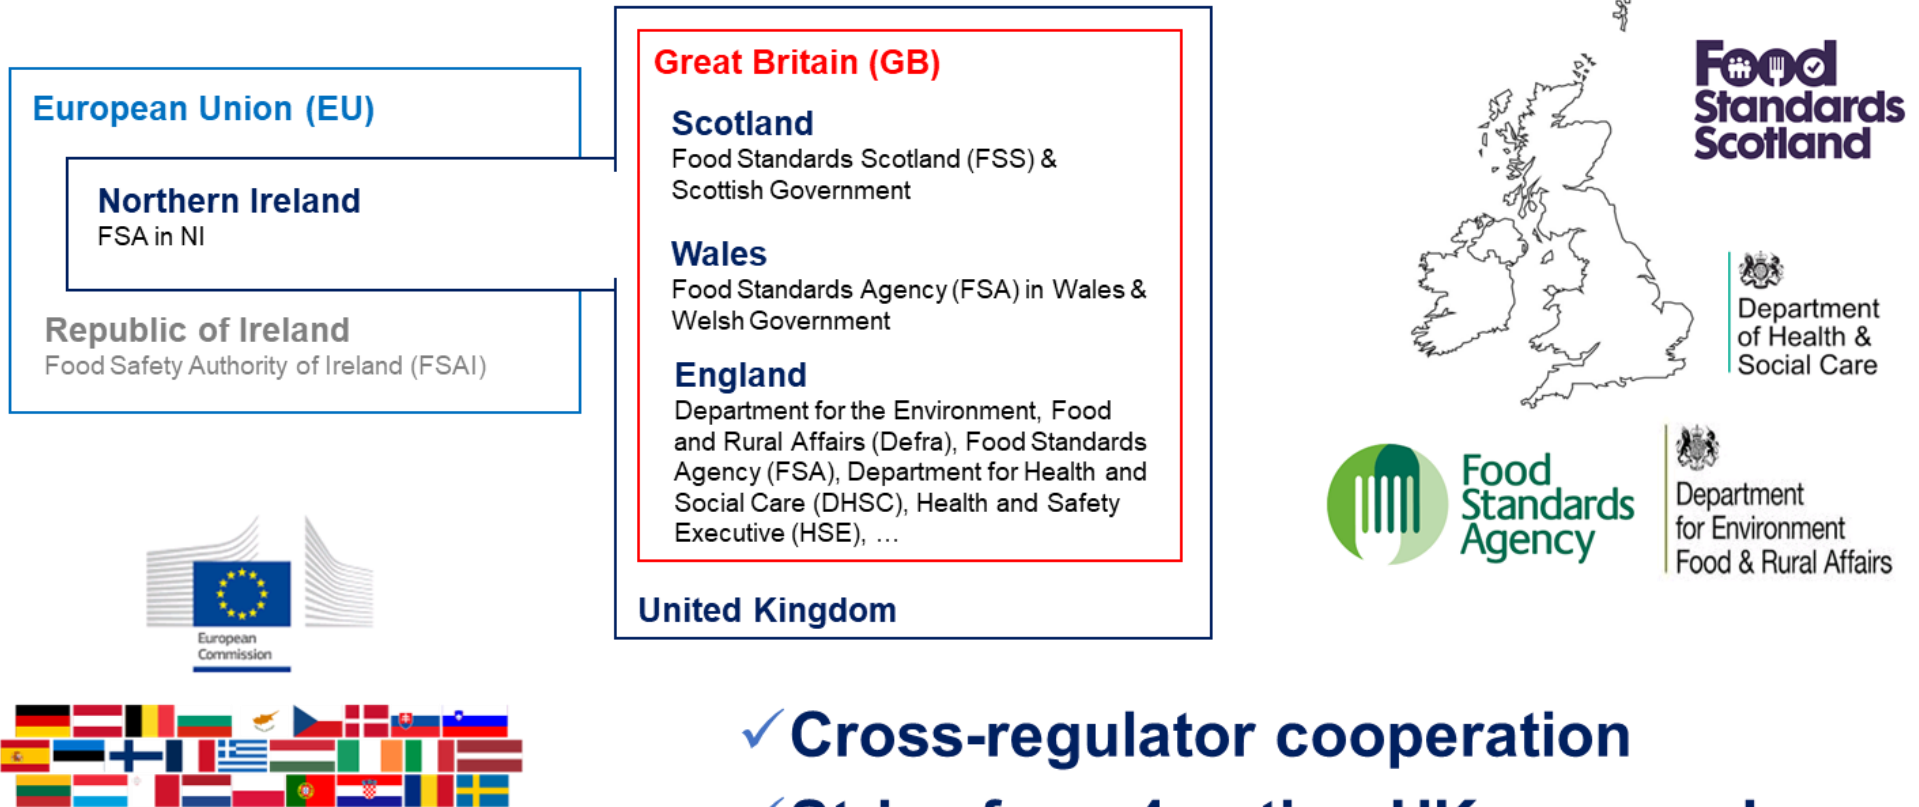 European Union (EU)
Northern Ireland
FSA in NI
Republic of Ireland
Food Safety Authority of Ireland (FSAI)
Great Britain (GB)
Scotland
Food Standards Scotland (FSS) &
Scottish Government
Wales
Food Standards Agency (FSA) in Wales &
Welsh Government
England
Department for the Environment, Food
and Rural Affairs (Defra), Food Standards
Agency (FSA), Department for Health and
Social Care (DHSC), Health and Safety
Executive (HSE), …
United Kingdom
Food
Standards
Scotland
Department
of Health &
Social Care
Food
Standards
Agency
Department
for Environment
Food & Rural Affairs
European
Commission
✓Cross-regulator cooperation